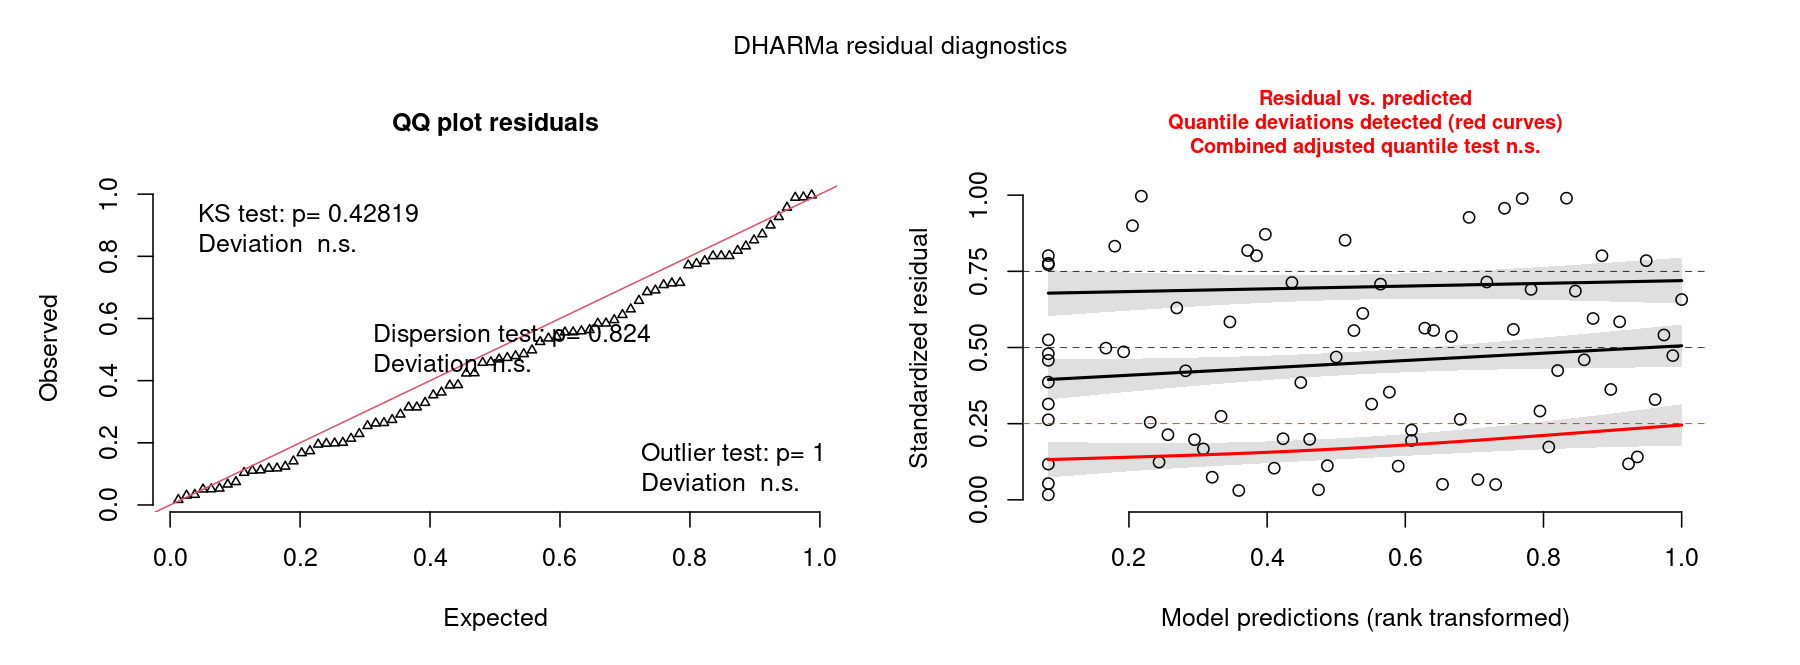 DHARMa residual diagnostics
QQ plot residuals
KS test: p= 0.42819
Deviation  n.s.
Dispersion test: p= 0.824
Deviation  n.s.
Outlier test: p= 1
Deviation  n.s.
Observed
0.0 0.2 0.4 0.6 0.8 1.0
0.0 0.2 0.4 0.6 0.8 1.0
Expected
Residual vs. predicted
Quantile deviations detected (red curves)
Combined adjusted quantile test n.s.
Standardized residual
0.00 0.25 0.50 0.75 1.00
0.2 0.4 0.6 0.8 1.0
Model predictions (rank transformed)